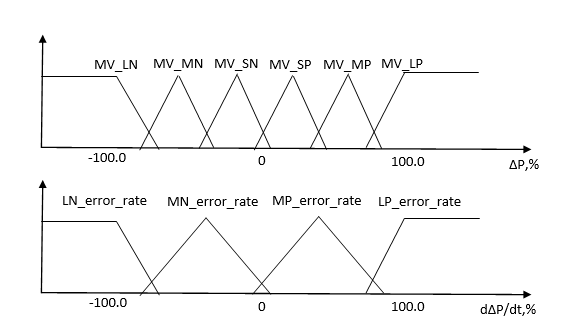 MV_LN MV_MN MV_SN MV_SP MV_MP MV_LP
-100.0 0 100.0
ΔP,%
LN_error_rate MN_error_rate MP_error_rate LP_error_rate
-100.0 0 100.0
dΔP/dt,%